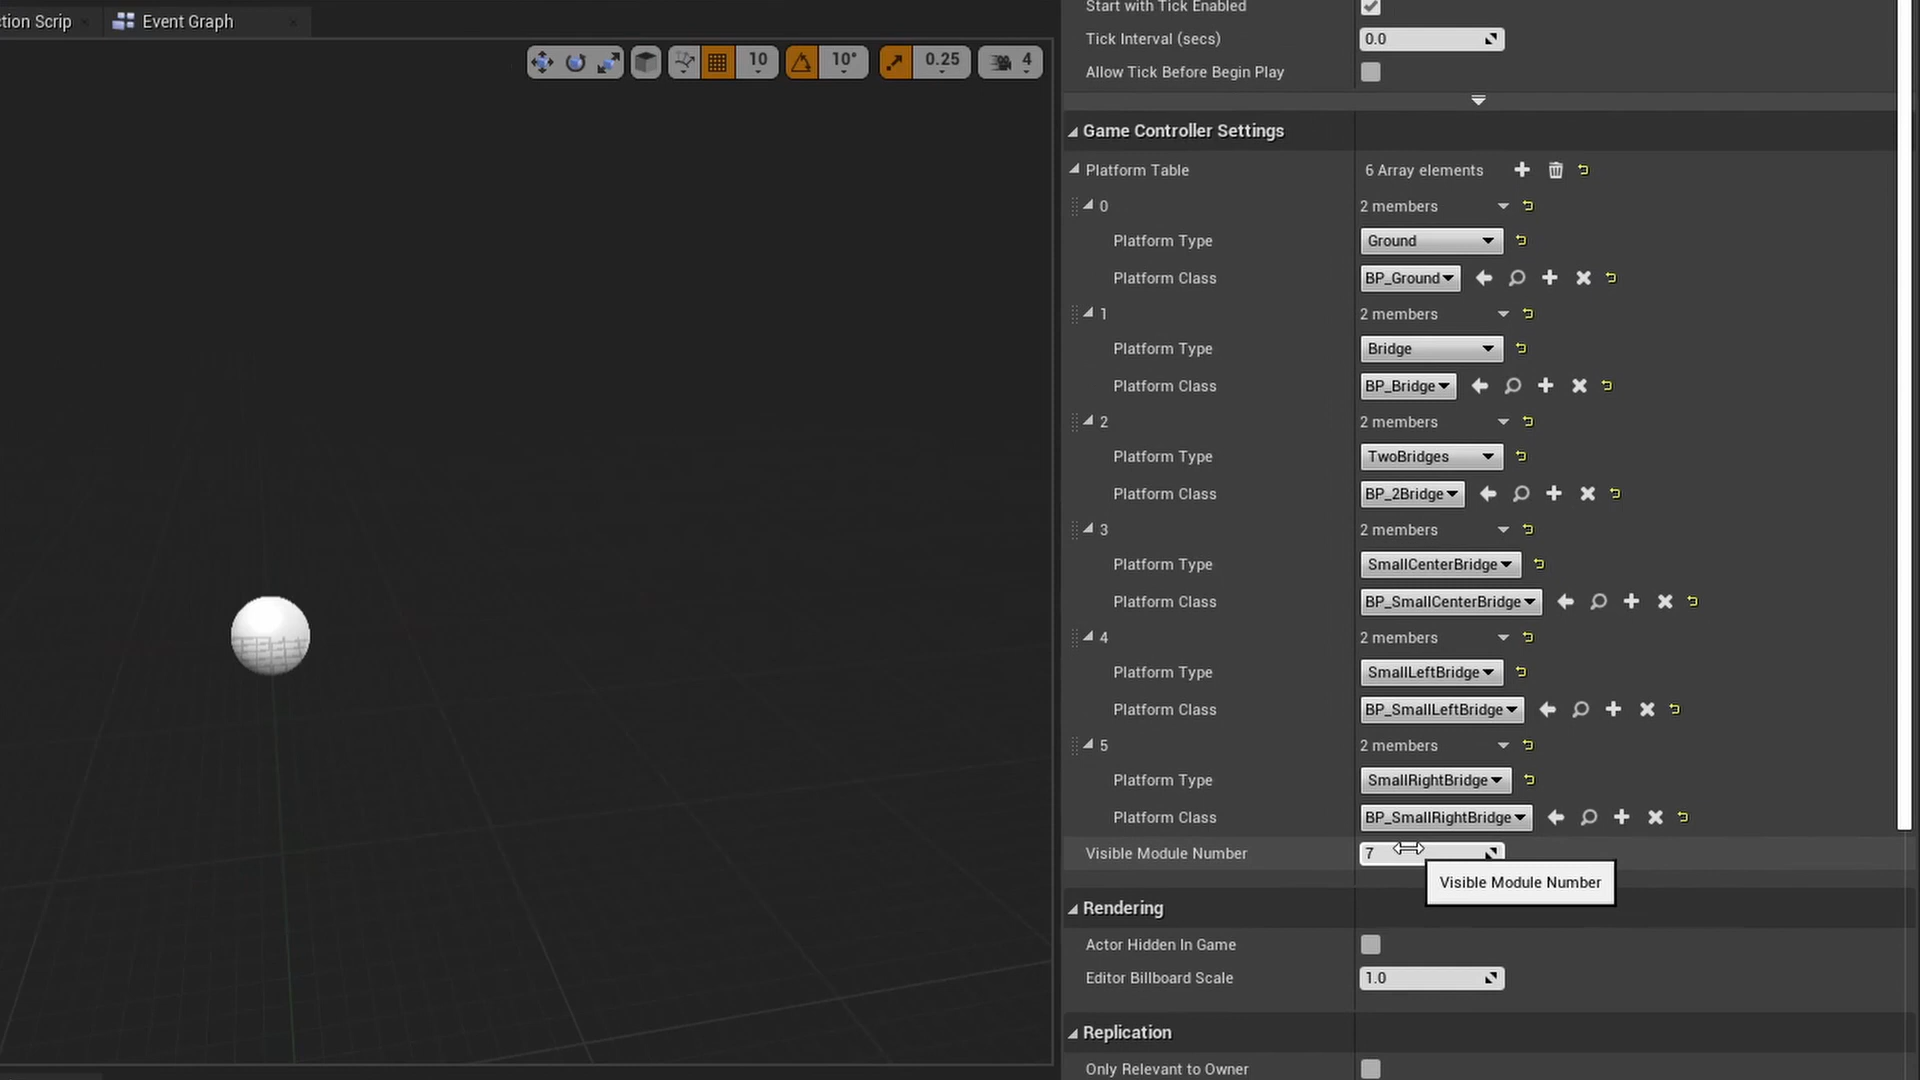 ction Scrip
Event Graph
10
10°
0.25
4
Start with Tick Enabled
Tick Interval (secs) 0.0
Allow Tick Before Begin Play
Game Controller Settings
Platform Table 6 Array elements
0 2 members
Platform Type Ground
Platform Class BP_Ground
1 2 members
Platform Type Bridge
Platform Class BP_Bridge
2 2 members
Platform Type TwoBridges
Platform Class BP_2Bridge
3 2 members
Platform Type SmallCenterBridge
Platform Class BP_SmallCenterBridge
4 2 members
Platform Type SmallLeftBridge
Platform Class BP_SmallLeftBridge
5 2 members
Platform Type SmallRightBridge
Platform Class BP_SmallRightBridge
Visible Module Number 7
Visible Module Number
Rendering
Actor Hidden In Game
Editor Billboard Scale 1.0
Replication
Only Relevant to Owner